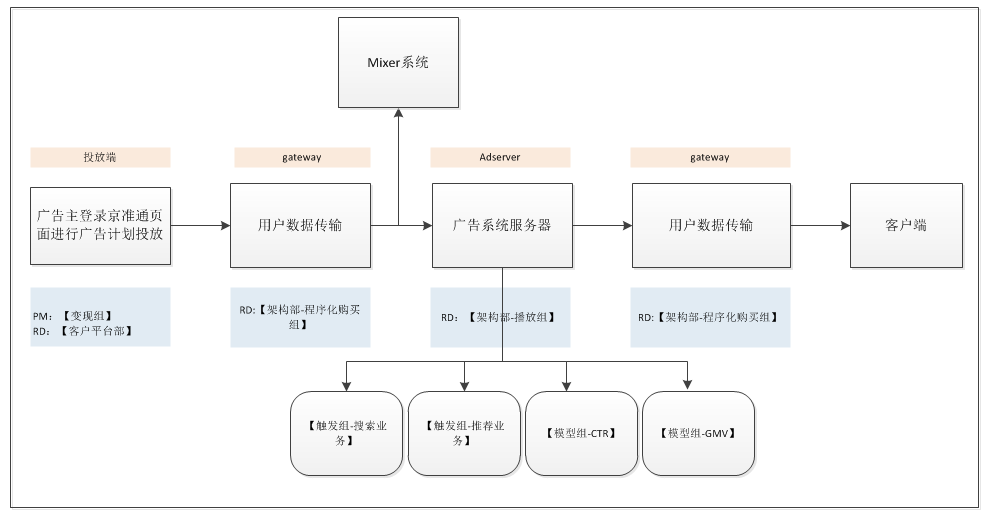 Mixer系统
投放端
gateway
Adserver
gateway
广告主登录京准通页
面进行广告计划投放
用户数据传输
广告系统服务器
用户数据传输
客户端
PM：【变现组】
RD：【客户平台部】
RD:【架构部-程序化购买
组】
RD：【架构部-播放组】
RD:【架构部-程序化购买组】
【触发组-搜索业
务】
【触发组-推荐业
务】
【模型组-CTR】
【模型组-GMV】